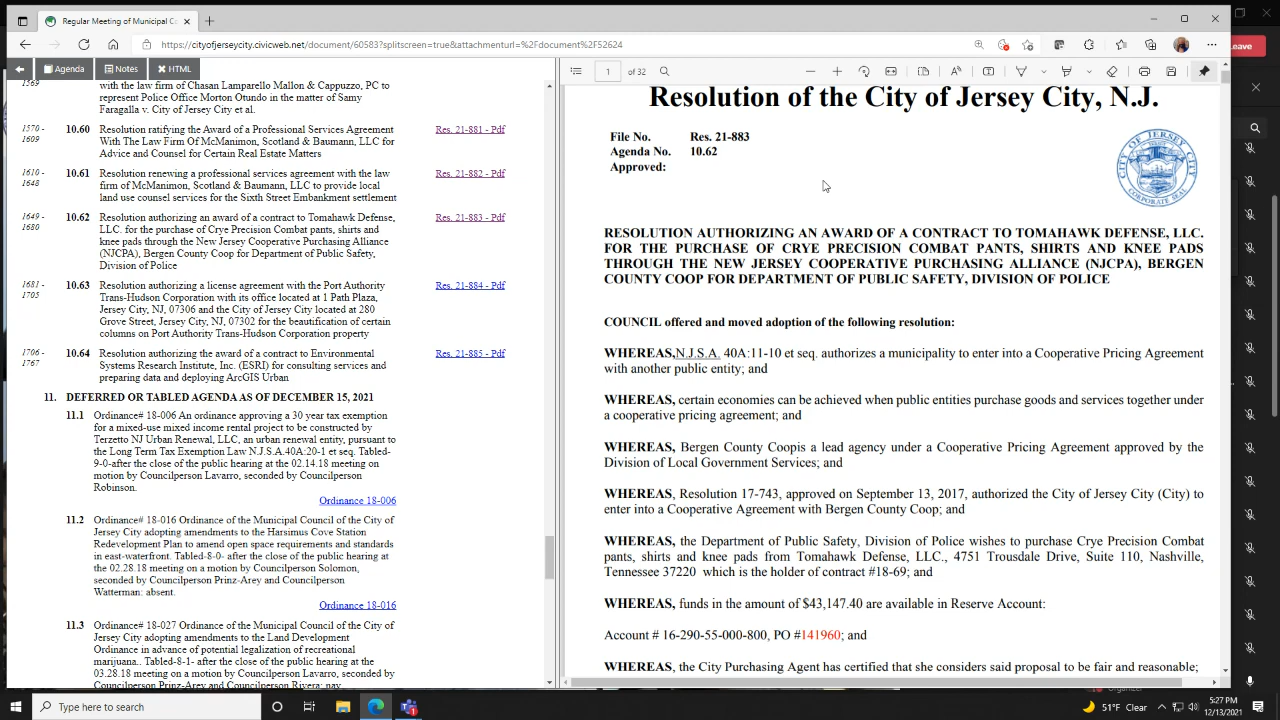 Regular Meeting of Municipal Co
https://cityofjerseycity.civicweb.net/document/60583?splitscreen=true&attachmenturl=%2Fdocument%2F52624
Agenda
Notes
HTML
1569
with the law firm of Chasan Lamparello Mallon & Cappuzzo, PC to
represent Police Office Morton Otundo in the matter of Samy
Faragalla v. City of Jersey City et al.
1570 -
1609
10.60
Resolution ratifying the Award of a Professional Services Agreement
With The Law Firm Of McManimon, Scotland & Baumann, LLC for
Advice and Counsel for Certain Real Estate Matters
Res. 21-881 - Pdf
1610 -
1648
10.61
Resolution renewing a professional services agreement with the law
firm of McManimon, Scotland & Baumann, LLC to provide local
land use counsel services for the Sixth Street Embankment settlement
Res. 21-882 - Pdf
1649 -
1680
10.62
Resolution authorizing an award of a contract to Tomahawk Defense,
LLC. for the purchase of Crye Precision Combat pants, shirts and
knee pads through the New Jersey Cooperative Purchasing Alliance
(NJCPA), Bergen County Coop for Department of Public Safety,
Division of Police
Res. 21-883 - Pdf
1681 -
1705
10.63
Resolution authorizing a license agreement with the Port Authority
Trans-Hudson Corporation with its office located at 1 Path Plaza,
Jersey City, NJ, 07306 and the City of Jersey City located at 280
Grove Street, Jersey City, NJ, 07302 for the beautification of certain
columns on Port Authority Trans-Hudson Corporation property
Res. 21-884 - Pdf
1706 -
1767
10.64
Resolution authorizing the award of a contract to Environmental
Systems Research Institute, Inc. (ESRI) for consulting services and
preparing data and deploying ArcGIS Urban
Res. 21-885 - Pdf
11. DEFERRED OR TABLED AGENDA AS OF DECEMBER 15, 2021
11.1
Ordinance# 18-006 An ordinance approving a 30 year tax exemption
for a mixed-use mixed income rental project to be constructed by
Terzetto NJ Urban Renewal, LLC, an urban renewal entity, pursuant to
the Long Term Tax Exemption Law N.J.S.A.40A:20-1 et seq. Tabled-
9-0-after the close of the public hearing at the 02.14.18 meeting on
motion by Councilperson Lavarro, seconded by Councilperson
Robinson.
Ordinance 18-006
11.2
Ordinance# 18-016 Ordinance of the Municipal Council of the City of
Jersey City adopting amendments to the Harsimus Cove Station
Redevelopment Plan to amend open space requirements and standards
in east-waterfront. Tabled-8-0- after the close of the public hearing at
the 02.28.18 meeting on a motion by Councilperson Solomon,
seconded by Councilperson Prinz-Arey and Councilperson
Watterman: absent.
Ordinance 18-016
11.3
Ordinance# 18-027 Ordinance of the Municipal Council of the City of
Jersey City adopting amendments to the Land Development
Ordinance in advance of potential legalization of recreational
marijuana.. Tabled-8-1- after the close of the public hearing at the
03.28.18 meeting on a motion by Councilperson Lavarro, seconded by
Councilperson Prinz-Arey and Councilperson Rivera: nay
1 of 32
Resolution of the City of Jersey City, N.J.
File No. Res. 21-883
Agenda No. 10.62
Approved:
CITY OF JERSEY CITY
CORPORATE SEAL
RESOLUTION AUTHORIZING AN AWARD OF A CONTRACT TO TOMAHAWK DEFENSE, LLC.
FOR THE PURCHASE OF CRYE PRECISION COMBAT PANTS, SHIRTS AND KNEE PADS
THROUGH THE NEW JERSEY COOPERATIVE PURCHASING ALLIANCE (NJCPA), BERGEN
COUNTY COOP FOR DEPARTMENT OF PUBLIC SAFETY, DIVISION OF POLICE
COUNCIL offered and moved adoption of the following resolution:
WHEREAS,N.J.S.A. 40A:11-10 et seq. authorizes a municipality to enter into a Cooperative Pricing Agreement
with another public entity; and
WHEREAS, certain economies can be achieved when public entities purchase goods and services together under
a cooperative pricing agreement; and
WHEREAS, Bergen County Coopis a lead agency under a Cooperative Pricing Agreement approved by the
Division of Local Government Services; and
WHEREAS, Resolution 17-743, approved on September 13, 2017, authorized the City of Jersey City (City) to
enter into a Cooperative Agreement with Bergen County Coop; and
WHEREAS, the Department of Public Safety, Division of Police wishes to purchase Crye Precision Combat
pants, shirts and knee pads from Tomahawk Defense, LLC., 4751 Trousdale Drive, Suite 110, Nashville,
Tennessee 37220 which is the holder of contract #18-69; and
WHEREAS, funds in the amount of $43,147.40 are available in Reserve Account:
Account # 16-290-55-000-800, PO #141960; and
WHEREAS, the City Purchasing Agent has certified that she considers said proposal to be fair and reasonable;
Leave
Organizer
Type here to search
51°F Clear
5:27 PM
12/13/2021